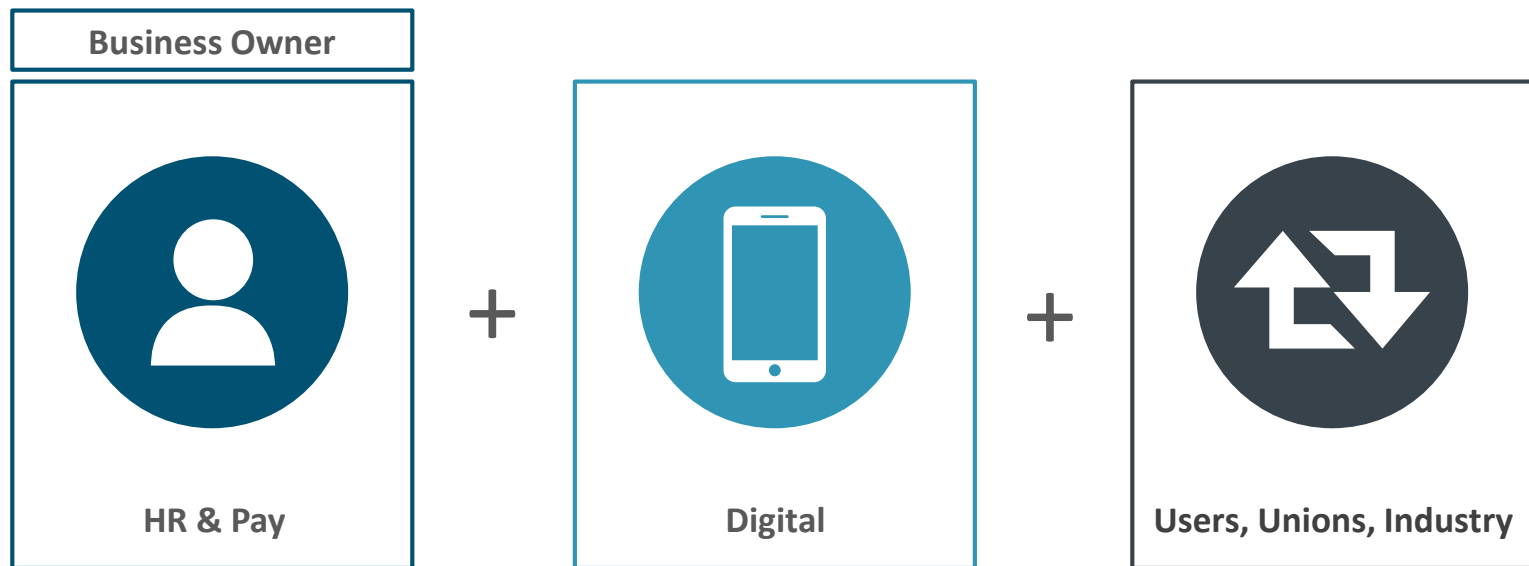 Business Owner
HR & Pay
+
Digital
+
Users, Unions, Industry